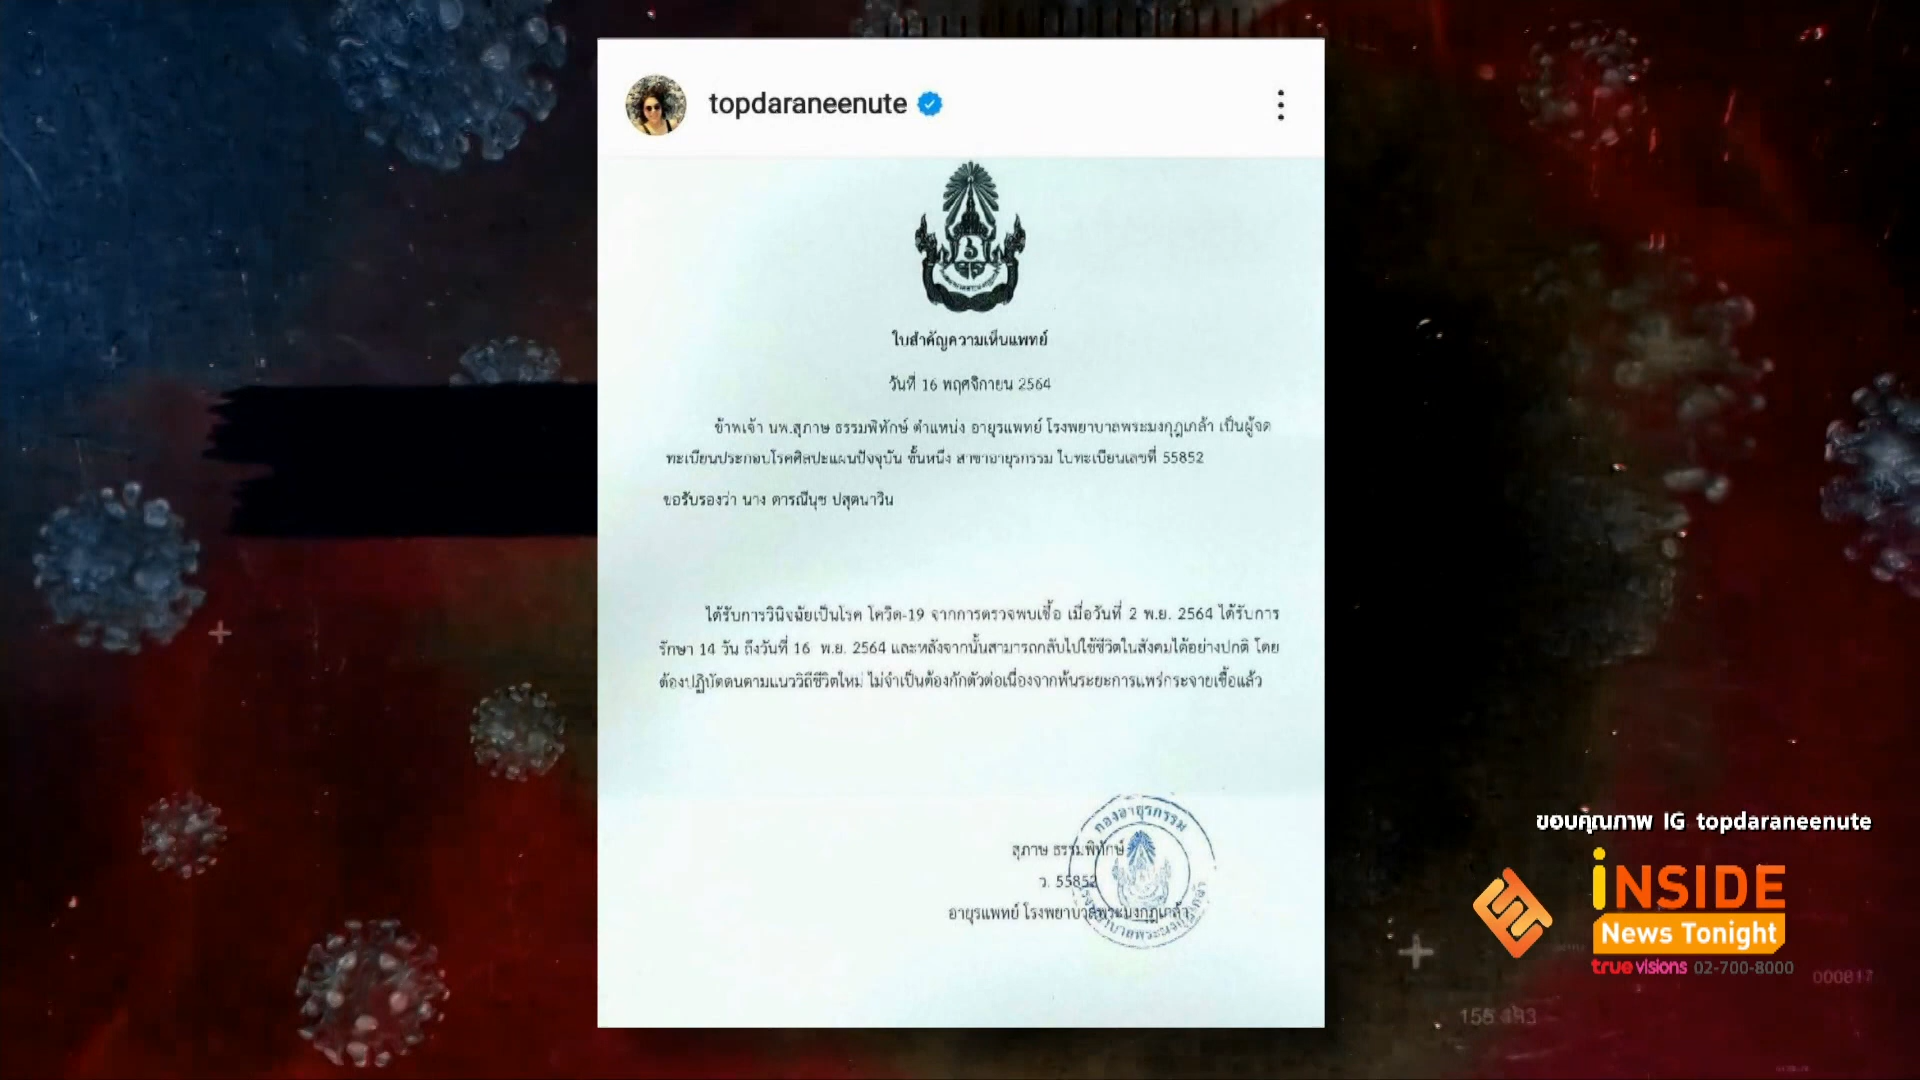 topdaraneenute
ใบสำคัญความเห็นแพทย์
วันที่ 16 พฤศจิกายน 2564
ข้าพเจ้า นพ.สุภาษ ธรรมพิทักษ์ ตำแหน่ง อายุรแพทย์ โรงพยาบาลพระมงกุฎเกล้า เป็นผู้จด
ทะเบียนประกอบโรคศิลปะแผนปัจจุบัน ชั้นหนึ่ง สาขาอายุรกรรม ใบทะเบียนเลขที่ 55852
ขอรับรองว่า นาง ดารณีนุช ปสุตนาวิน
ได้รับการวินิจฉัยเป็นโรค โควิด-19 จากการตรวจพบเชื้อ เมื่อวันที่ 2 พ.ย. 2564 ได้รับการ
รักษา 14 วัน ถึงวันที่ 16 พ.ย. 2564 และหลังจากนั้นสามารถกลับไปใช้ชีวิตในสังคมได้อย่างปกติ โดย
ต้องปฏิบัตตนตามแนววิถีชีวิตใหม่ ไม่จำเป็นต้องกักตัวต่อเนื่องจากพ้นระยะการแพร่กระจายเชื้อแล้ว
กองอายุรกรรม
สุภาษ ธรรมพิทักษ์
ว. 55852
อายุรแพทย์ โรงพยาบาลพระมงกุฎเกล้า
ขอบคุณภาพ IG topdaraneenute
iNSIDE
News Tonight
truevisions 02-700-8000
000817